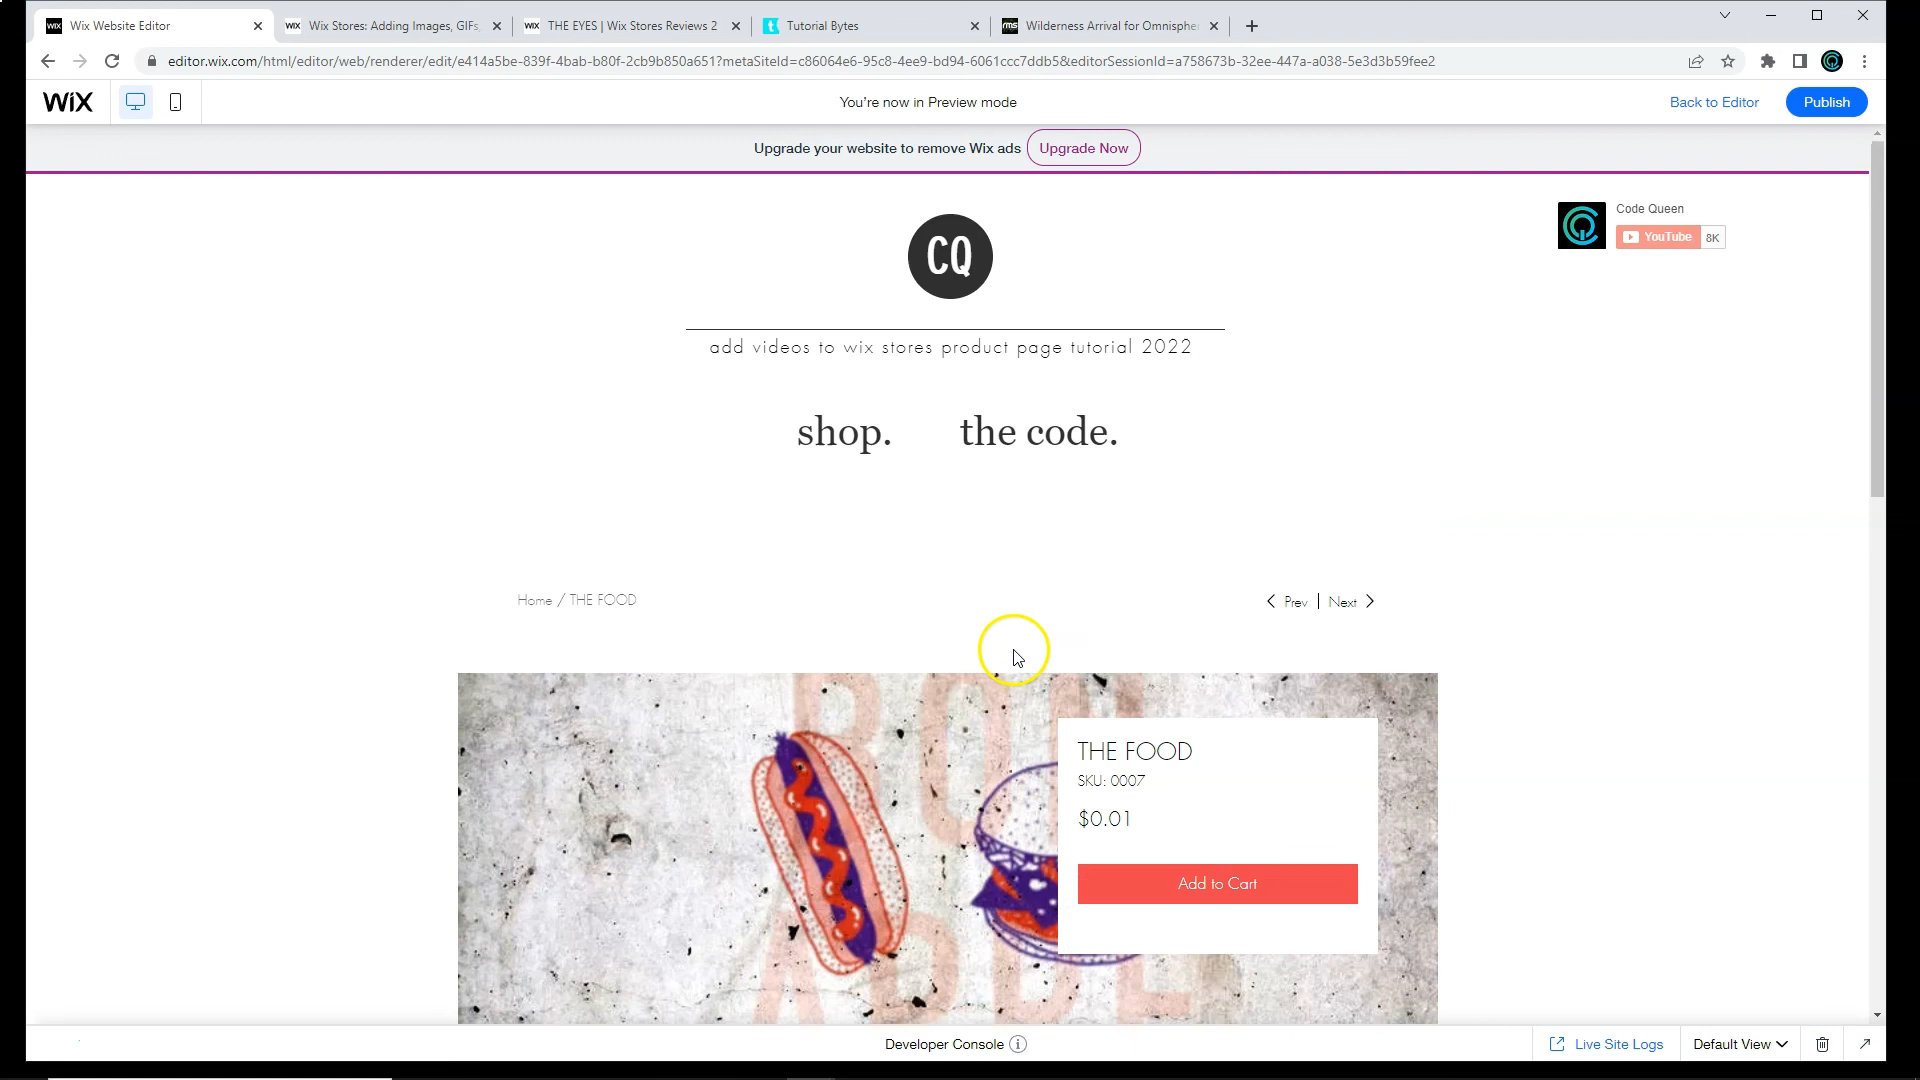 Wix Website Editor
Wix Stores: Adding Images, GIFs,
THE EYES | Wix Stores Reviews 2
Tutorial Bytes
Wilderness Arrival for Omnisphe
editor.wix.com/html/editor/web/renderer/edit/e414a5be-839f-4bab-b80f-2cb9b850a651?metaSiteId=c86064e6-95c8-4ee9-bd94-6061ccc7ddb5&editorSessionId=a758673b-32ee-447a-a038-5e3d3b59fee2
WIX
You're now in Preview mode
Back to Editor
Publish
Upgrade your website to remove Wix ads
Upgrade Now
Code Queen
YouTube
8K
CQ
add videos to wix stores product page tutorial 2022
shop.
the code.
Home / THE FOOD
Prev | Next
THE FOOD
SKU: 0007
$0.01
Add to Cart
Developer Console
Live Site Logs
Default View